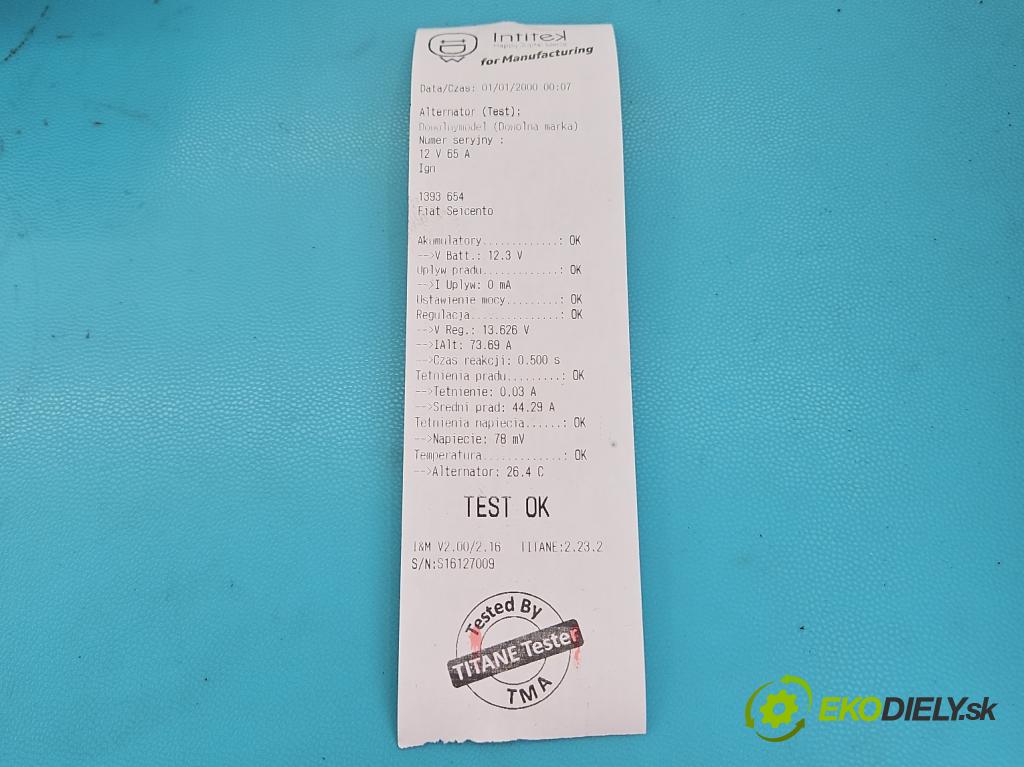 Intitek
for Manufacturing
Data/Czas: 01/01/2000 00:07
Alternator (Test):
Dowolnymodel (Dowolna marka)
Numer seryjny :
12 V 65 A
Ign
1393 654
Fiat Seicento
Akumulatory.............: OK
-->V Batt.: 12.3 V
Uplyw pradu.............: OK
-->I Uplyw: 0 mA
Ustawienie mocy.........: OK
Regulacja...............: OK
-->V Reg.: 13.626 V
-->IAlt: 73.69 A
-->Czas reakcji: 0.500 s
Tetnienia pradu.........: OK
-->Tetnienie: 0.03 A
-->Sredni prad: 44.29 A
Tetnienia napiecia......: OK
-->Napiecie: 78 mV
Temperatura.............: OK
-->Alternator: 26.4 C
TEST OK
I&M V2.00/2.16 TITANE:2.23.2
S/N:S16127009
Tested By
TITANE Tester
TMA
EKODIELY.sk